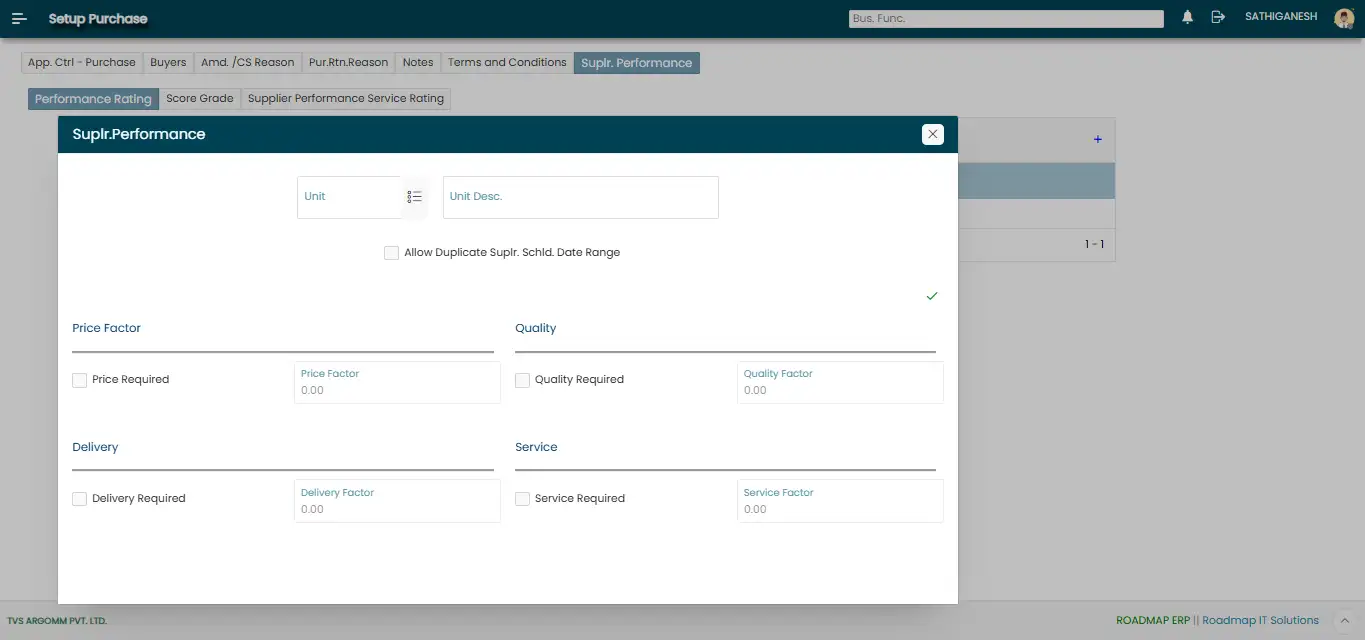 Setup Purchase
Bus. Func.
SATHIGANESH
App. Ctrl - Purchase Buyers Amd. /CS Reason Pur.Rtn.Reason Notes Terms and Conditions Suplr. Performance
Performance Rating Score Grade Supplier Performance Service Rating
Suplr.Performance
+
Unit
Unit Desc.
Allow Duplicate Suplr. Schld. Date Range
1 - 1
Price Factor
Quality
Price Required
Price Factor
0.00
Quality Required
Quality Factor
0.00
Delivery
Service
Delivery Required
Delivery Factor
0.00
Service Required
Service Factor
0.00
TVS ARGOMM PVT. LTD.
ROADMAP ERP || Roadmap IT Solutions